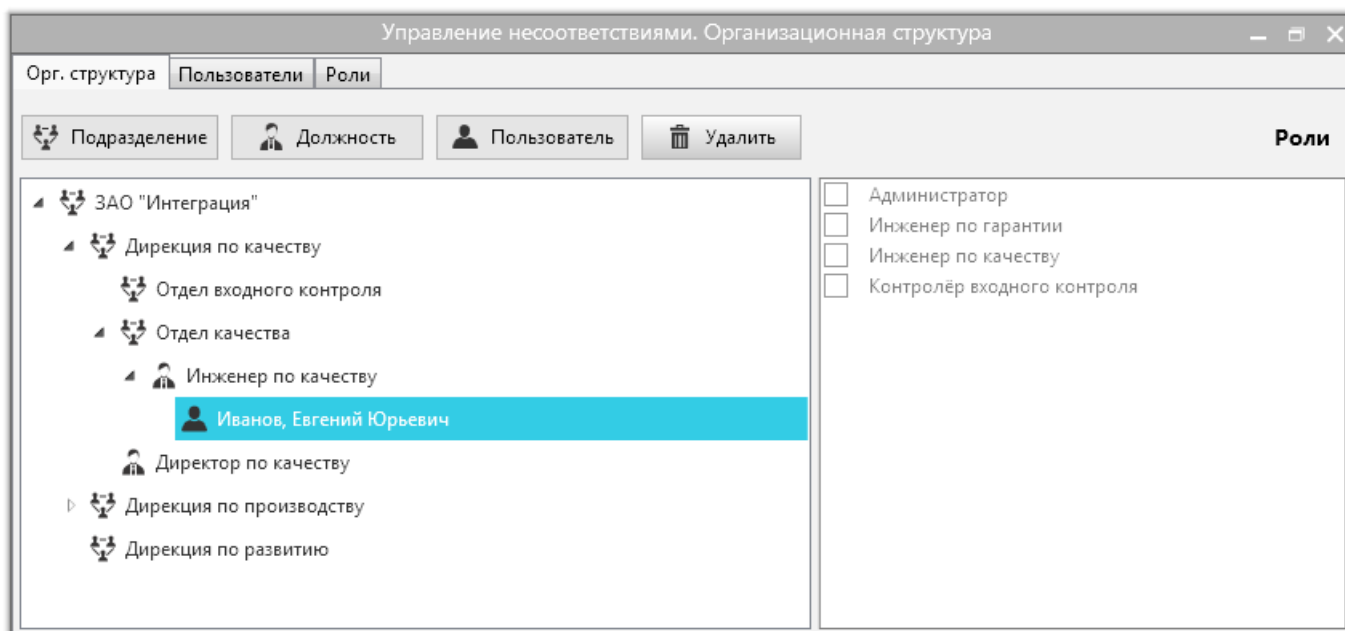 Управление несоответствиями. Организационная структура
Орг. структура Пользователи Роли
Подразделение Должность Пользователь Удалить Роли
ЗАО "Интеграция"
Дирекция по качеству
Отдел входного контроля
Отдел качества
Инженер по качеству
Иванов, Евгений Юрьевич
Директор по качеству
Дирекция по производству
Дирекция по развитию
Администратор
Инженер по гарантии
Инженер по качеству
Контролёр входного контроля